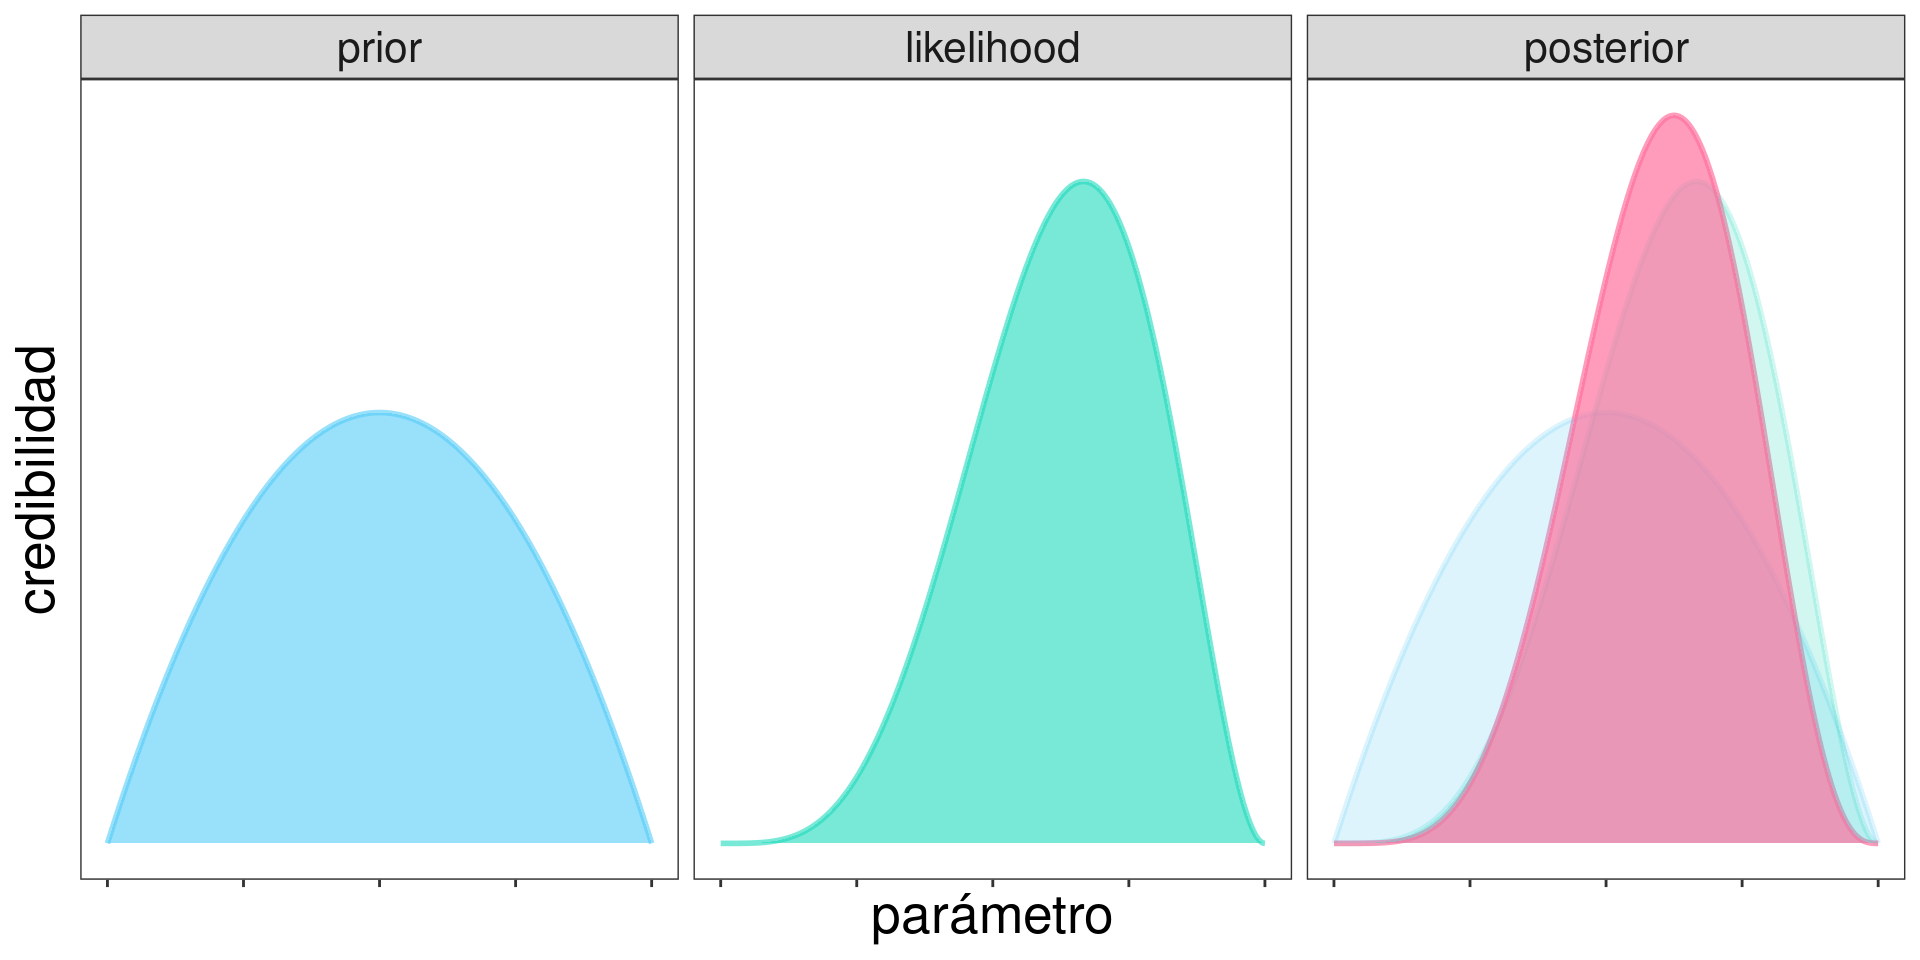 prior
likelihood
posterior
credibilidad
parámetro